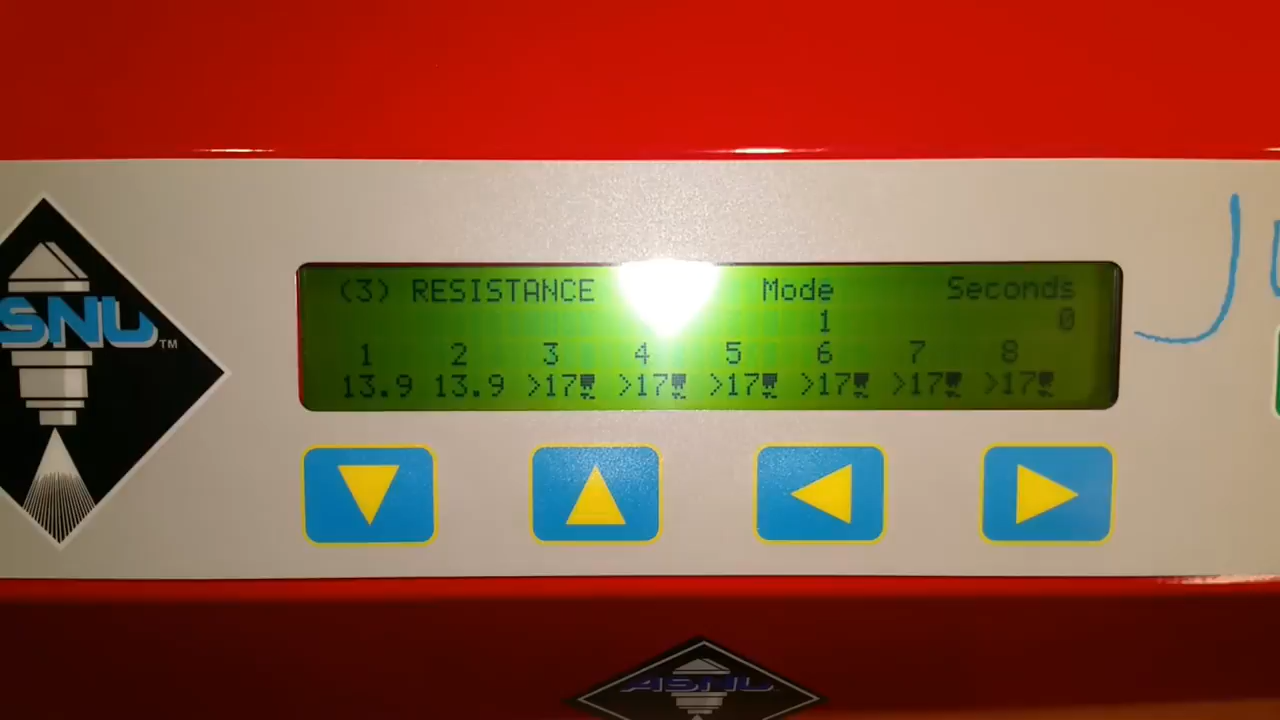 (3) RESISTANCE Mode Seconds
1 0
1 2 3 4 5 6 7 8
13.9 13.9 >17 >17 >17 >17 >17 >17
ASNU
TM
ASNU